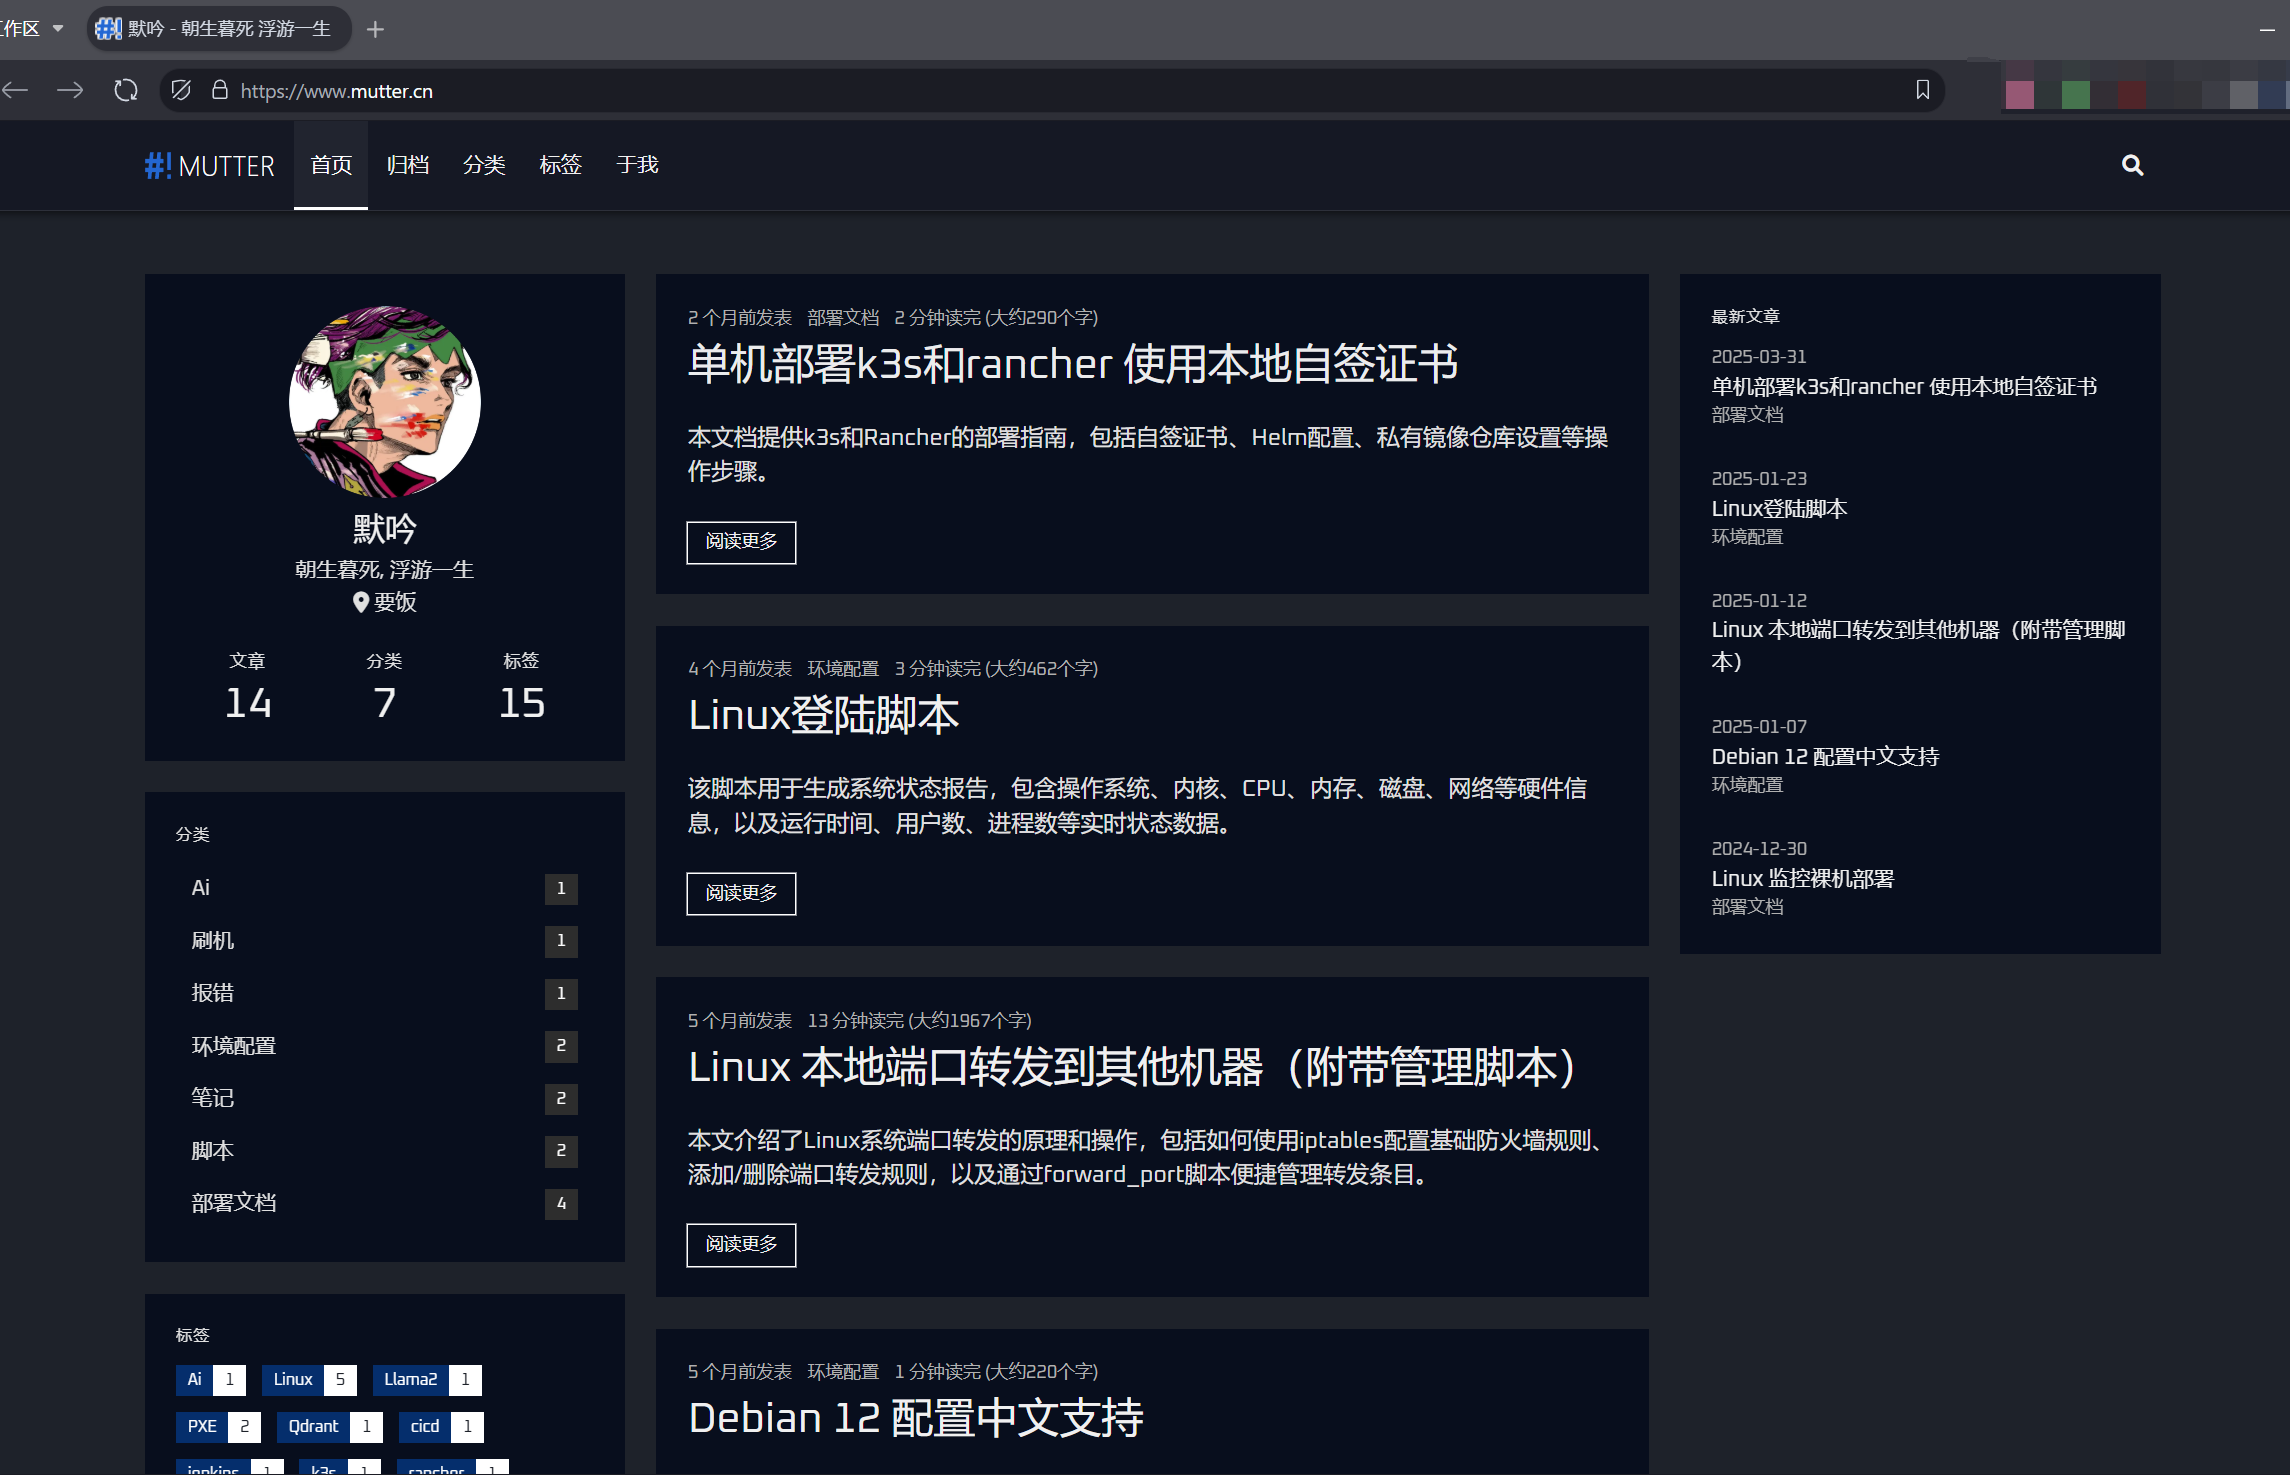 作区
#! 默吟 - 朝生暮死 浮游一生
https://www.mutter.cn
#! MUTTER 首页 归档 分类 标签 于我
默吟
朝生暮死, 浮游一生
要饭
文章 分类 标签
14 7 15
分类
Ai 1
刷机 1
报错 1
环境配置 2
笔记 2
脚本 2
部署文档 4
标签
Ai 1 Linux 5 Llama2 1
PXE 2 Qdrant 1 cicd 1
jenkins 1 k3s 1 rancher 1
2 个月前发表 部署文档 2 分钟读完 (大约290个字)
单机部署k3s和rancher 使用本地自签证书
本文档提供k3s和Rancher的部署指南，包括自签证书、Helm配置、私有镜像仓库设置等操
作步骤。
阅读更多
4 个月前发表 环境配置 3 分钟读完 (大约462个字)
Linux登陆脚本
该脚本用于生成系统状态报告，包含操作系统、内核、CPU、内存、磁盘、网络等硬件信
息，以及运行时间、用户数、进程数等实时状态数据。
阅读更多
5 个月前发表 13 分钟读完 (大约1967个字)
Linux 本地端口转发到其他机器（附带管理脚本）
本文介绍了Linux系统端口转发的原理和操作，包括如何使用iptables配置基础防火墙规则、
添加/删除端口转发规则，以及通过forward_port脚本便捷管理转发条目。
阅读更多
5 个月前发表 环境配置 1 分钟读完 (大约220个字)
Debian 12 配置中文支持
最新文章
2025-03-31
单机部署k3s和rancher 使用本地自签证书
部署文档
2025-01-23
Linux登陆脚本
环境配置
2025-01-12
Linux 本地端口转发到其他机器（附带管理脚
本）
2025-01-07
Debian 12 配置中文支持
环境配置
2024-12-30
Linux 监控裸机部署
部署文档